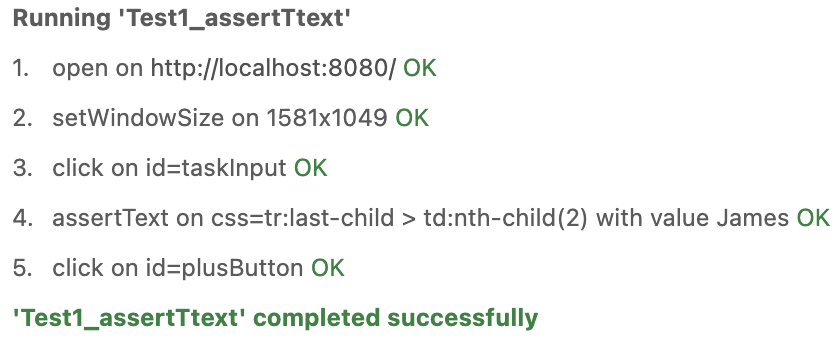 Running 'Test1_assertTtext'
1. open on http://localhost:8080/ OK
2. setWindowSize on 1581x1049 OK
3. click on id=taskInput OK
4. assertText on css=tr:last-child > td:nth-child(2) with value James OK
5. click on id=plusButton OK
'Test1_assertTtext' completed successfully